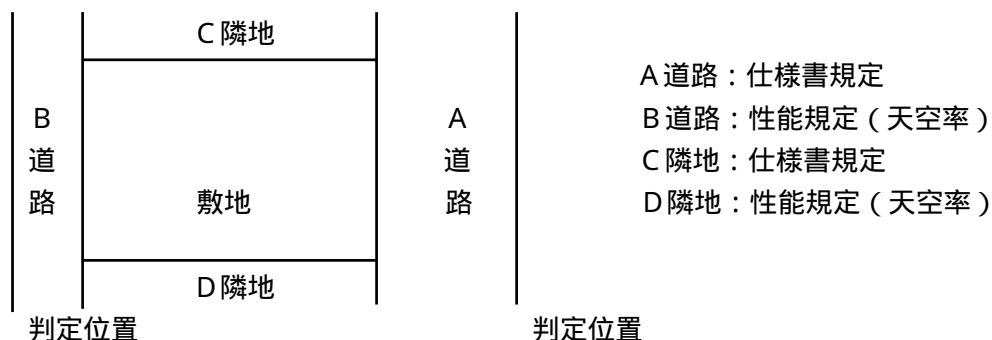 C隣地
B
道
路
敷地
A
道
路
D隣地
A道路：仕様書規定
B道路：性能規定（天空率）
C隣地：仕様書規定
D隣地：性能規定（天空率）
判定位置
判定位置